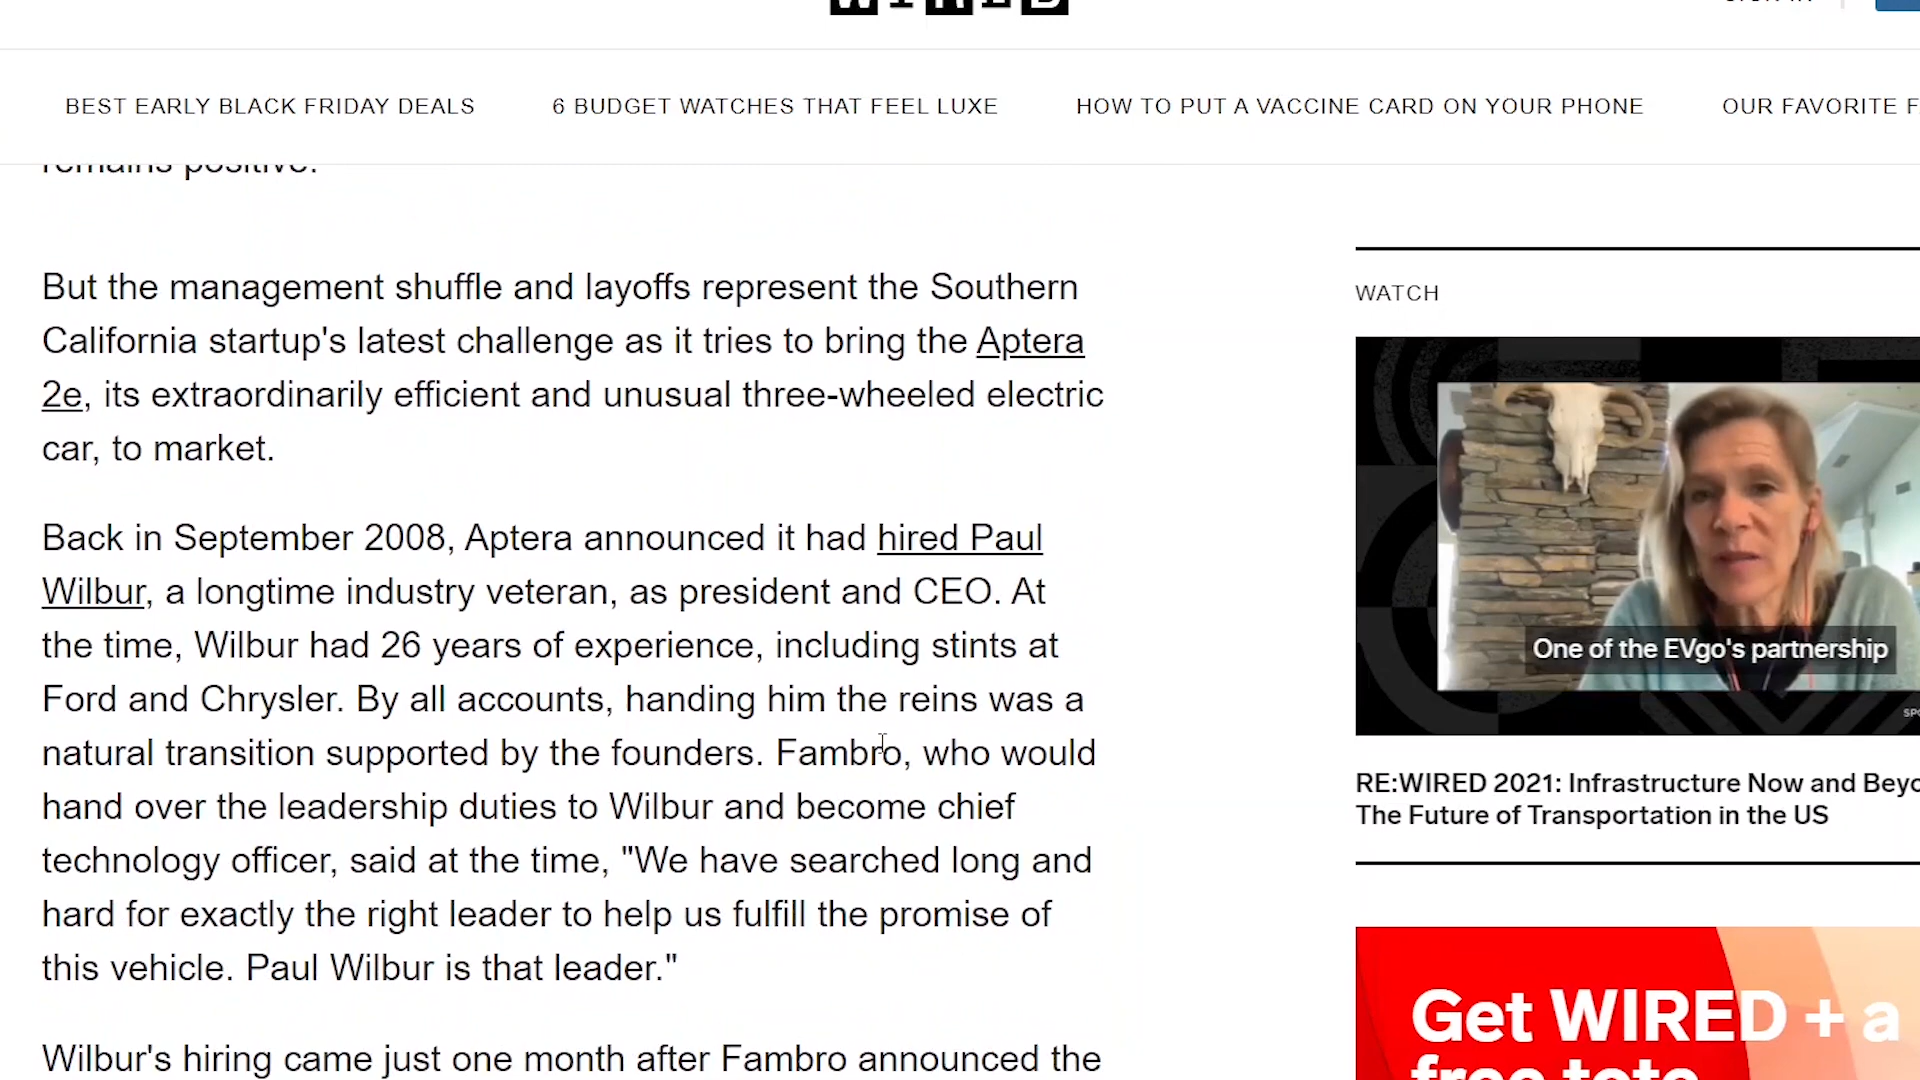 WIRED
SIGN IN
BEST EARLY BLACK FRIDAY DEALS
6 BUDGET WATCHES THAT FEEL LUXE
HOW TO PUT A VACCINE CARD ON YOUR PHONE
OUR FAVORITE F
remains positive.
But the management shuffle and layoffs represent the Southern
California startup's latest challenge as it tries to bring the Aptera
2e, its extraordinarily efficient and unusual three-wheeled electric
car, to market.
Back in September 2008, Aptera announced it had hired Paul
Wilbur, a longtime industry veteran, as president and CEO. At
the time, Wilbur had 26 years of experience, including stints at
Ford and Chrysler. By all accounts, handing him the reins was a
natural transition supported by the founders. Fambro, who would
hand over the leadership duties to Wilbur and become chief
technology officer, said at the time, "We have searched long and
hard for exactly the right leader to help us fulfill the promise of
this vehicle. Paul Wilbur is that leader."
Wilbur's hiring came just one month after Fambro announced the
WATCH
One of the EVgo's partnership
SPO
RE:WIRED 2021: Infrastructure Now and Beyo
The Future of Transportation in the US
Get WIRED + a
free tote